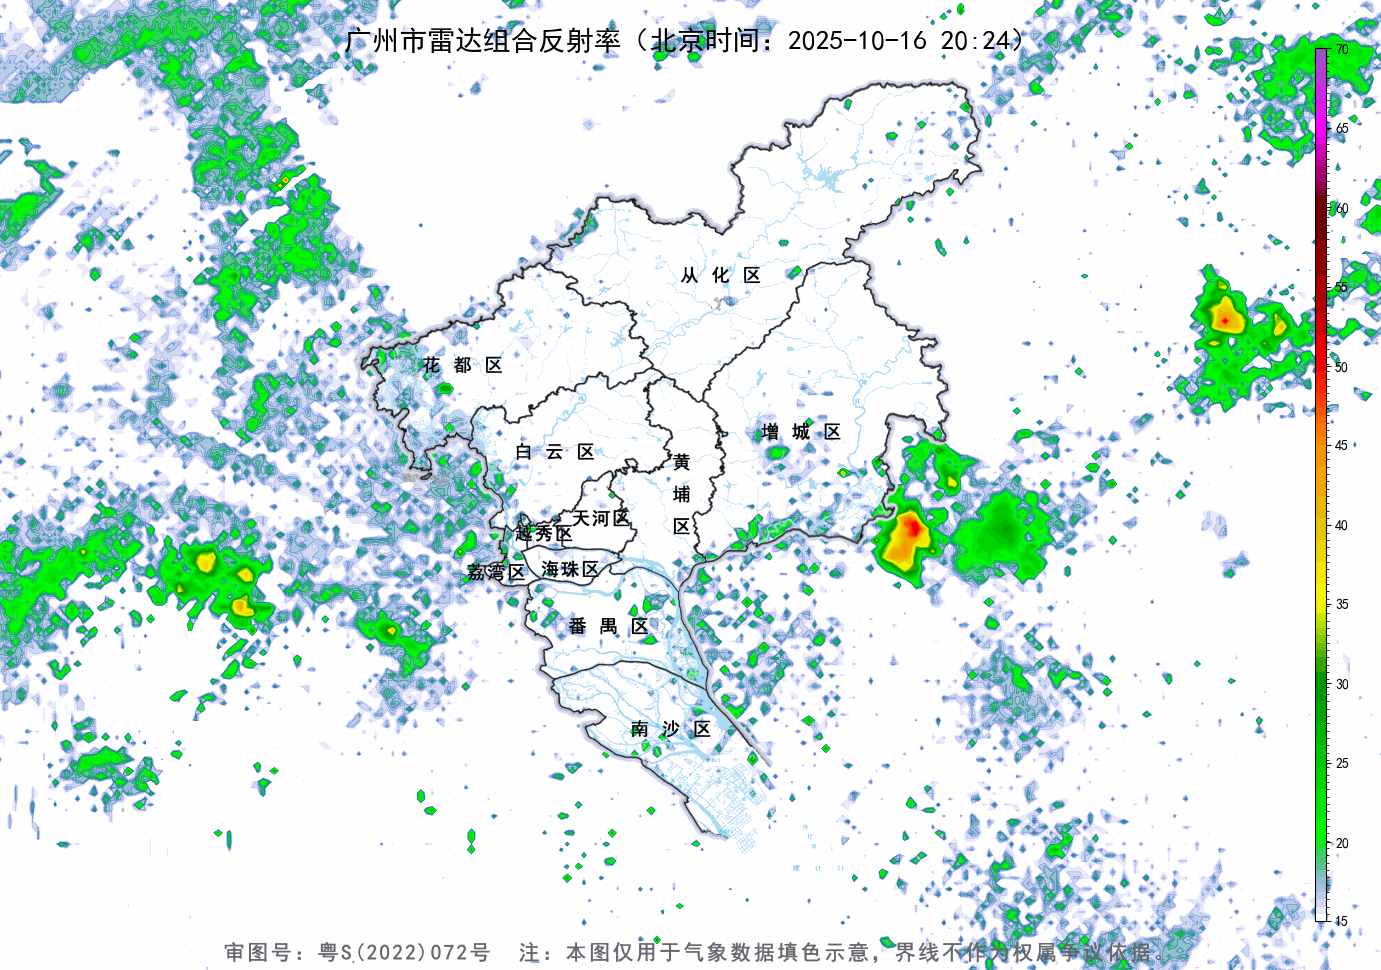 广州市雷达组合反射率（北京时间：2025-10-16 20:24）
70
65
60
55
50
45
40
35
30
25
20
15
从化区
花都区
增城区
白云区
黄埔区
天河区
越秀区
荔湾区
海珠区
番禺区
南沙区
审图号：粤S(2022)072号 注：本图仅用于气象数据填色示意，界线不作为权属争议依据。